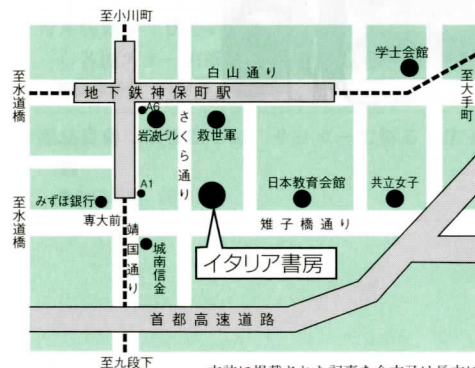 至小川町
学士会館
白山通り
至水道橋
地下鉄神保町駅
至大手町
A6
さくら通り
岩波ビル
救世軍
みずほ銀行
A1
日本教育会館
共立女子
専大前
至水道橋
靖国通り
雉子橋通り
城南信金
イタリア書房
首都高速道路
至九段下